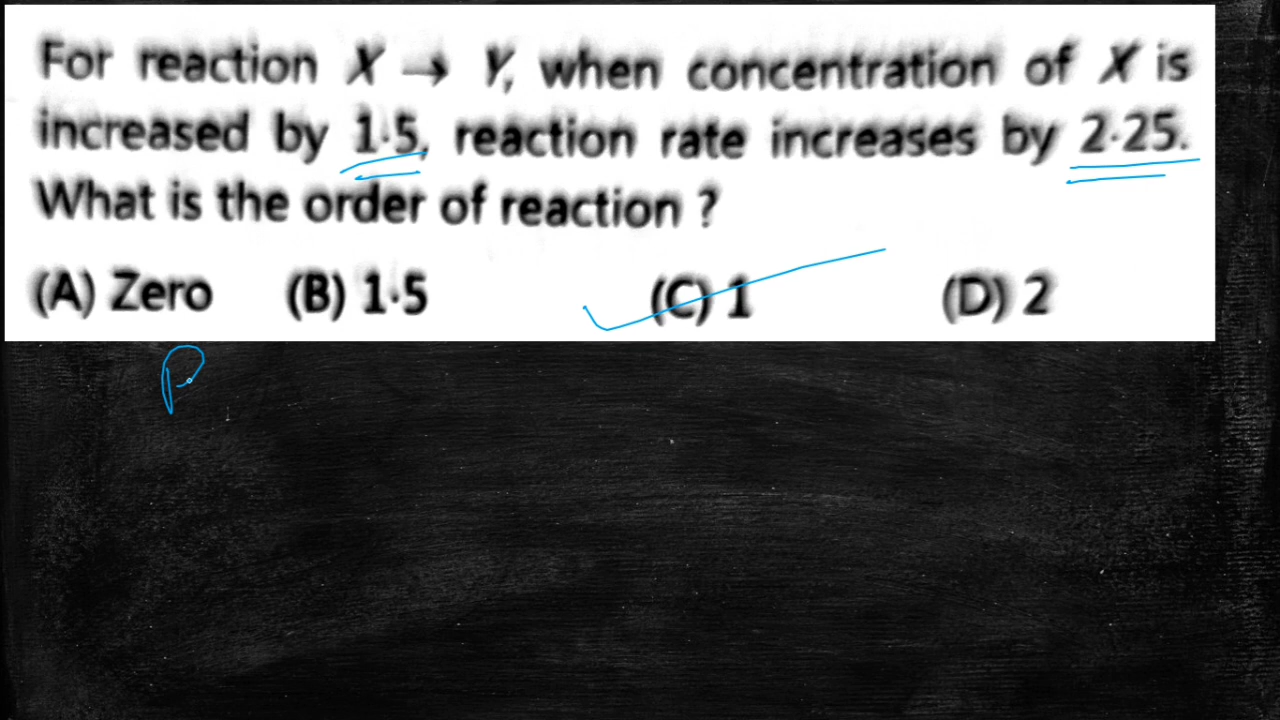 For reaction X → Y, when concentration of X is
increased by 1·5, reaction rate increases by 2·25.
What is the order of reaction ?
(A) Zero (B) 1·5 (C) 1 (D) 2
P